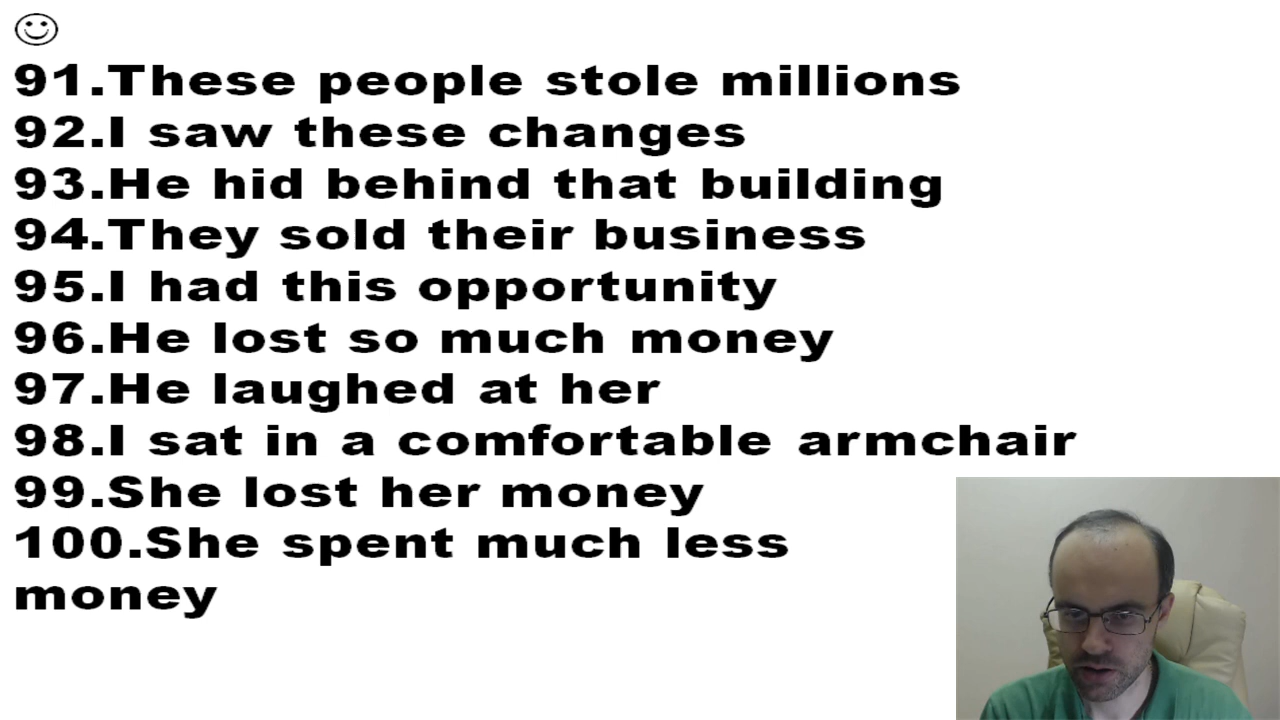 ☺
91.These people stole millions
92.I saw these changes
93.He hid behind that building
94.They sold their business
95.I had this opportunity
96.He lost so much money
97.He laughed at her
98.I sat in a comfortable armchair
99.She lost her money
100.She spent much less
money